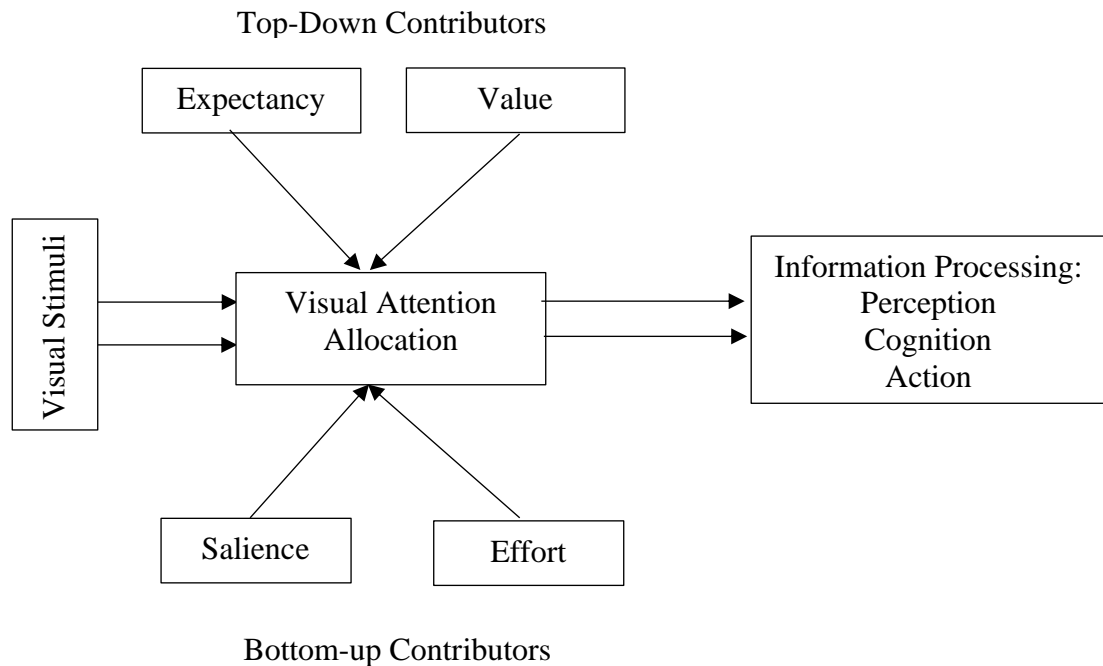 Top-Down Contributors
Expectancy
Value
Visual Stimuli
Visual Attention
Allocation
Information Processing:
Perception
Cognition
Action
Salience
Effort
Bottom-up Contributors